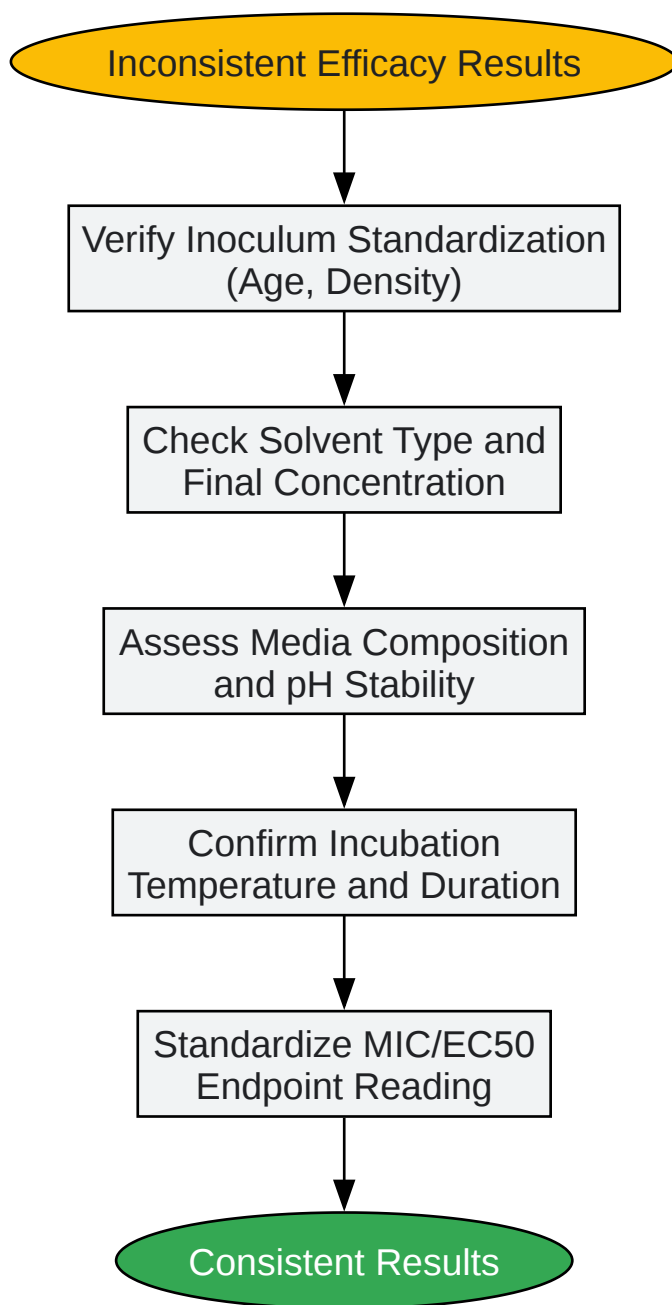 Inconsistent Efficacy Results
Verify Inoculum Standardization
(Age, Density)
Check Solvent Type and
Final Concentration
Assess Media Composition
and pH Stability
Confirm Incubation
Temperature and Duration
Standardize MIC/EC50
Endpoint Reading
Consistent Results